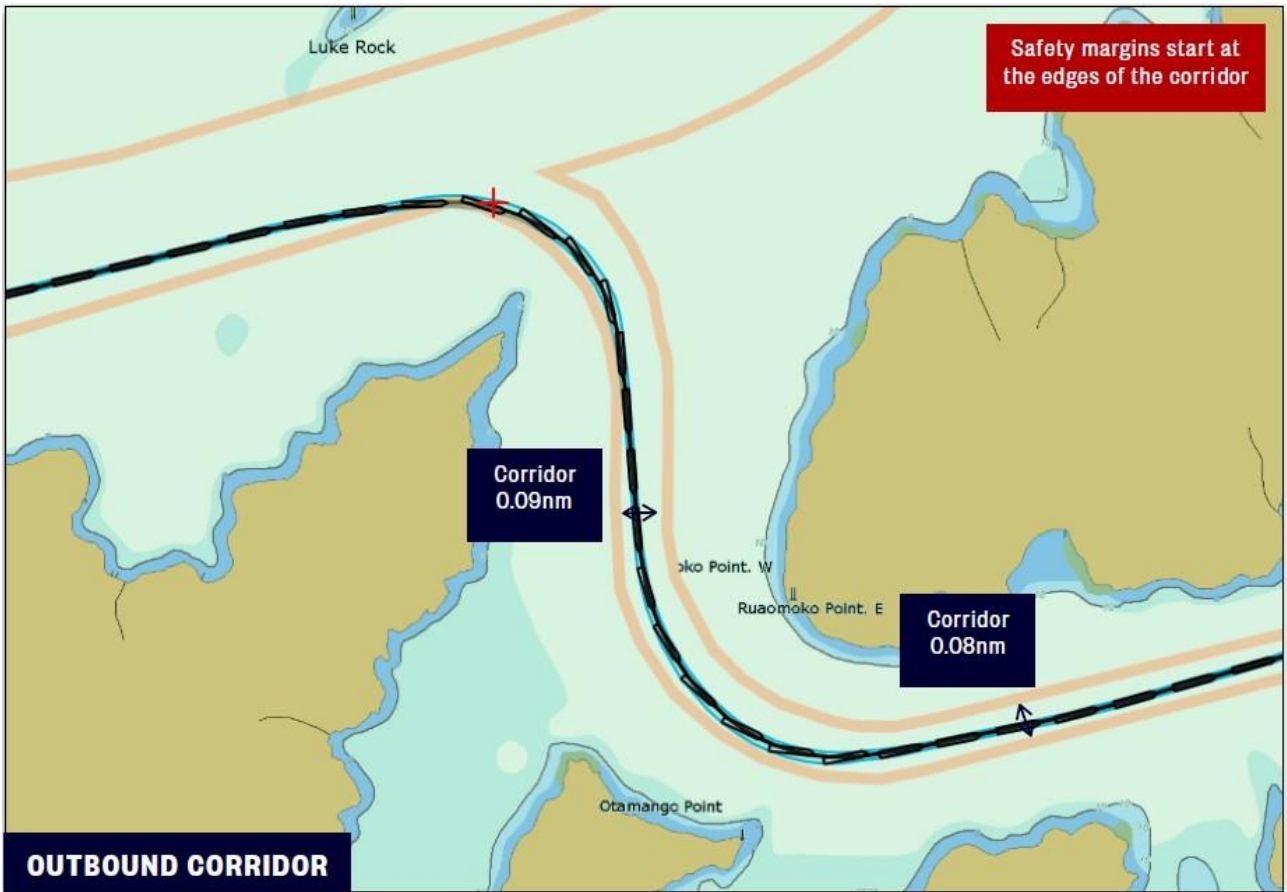 Luke Rock
Safety margins start at
the edges of the corridor
Corridor
0.09nm
oko Point. W
Ruaomoko Point. E
Corridor
0.08nm
Otamango Point
OUTBOUND CORRIDOR